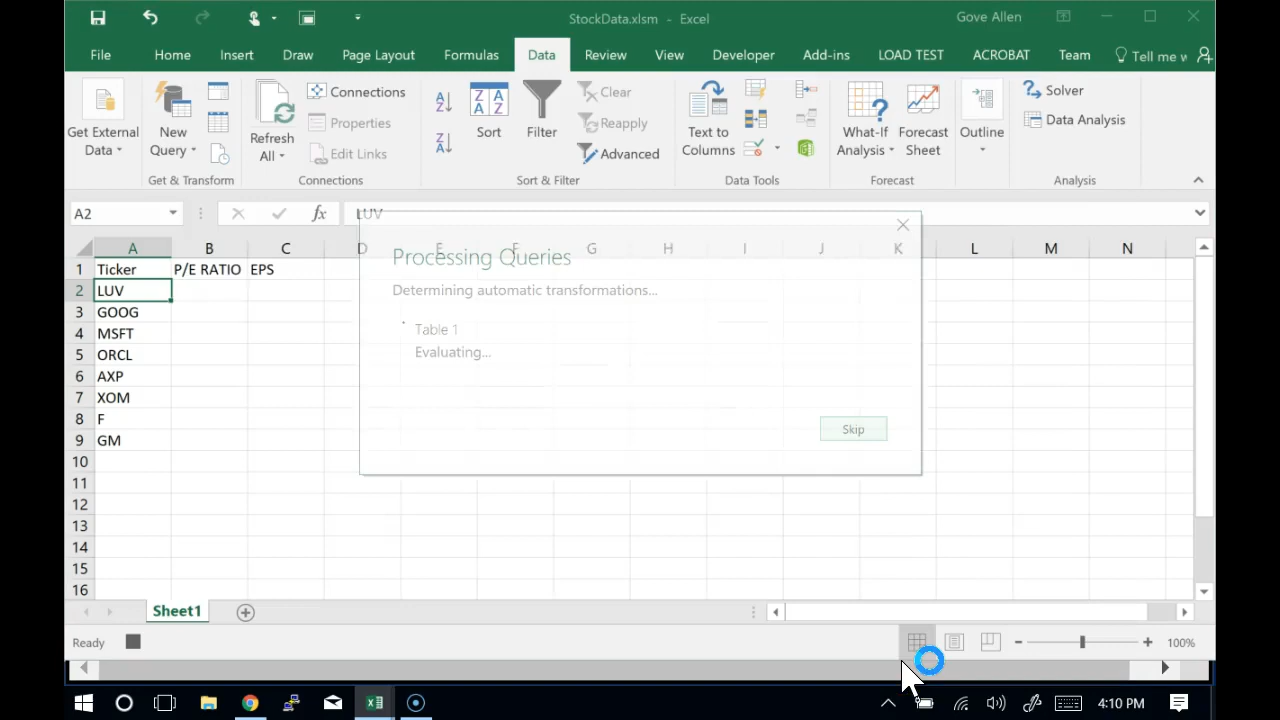 StockData.xlsm - Excel
Gove Allen
File Home Insert Draw Page Layout Formulas Data Review View Developer Add-ins LOAD TEST ACROBAT Team Tell me w
Get External Data
New Query
Get & Transform
Refresh All
Connections
Properties
Edit Links
Connections
Sort
Filter
Clear
Reapply
Advanced
Sort & Filter
Text to Columns
Data Tools
What-If Analysis
Forecast Sheet
Forecast
Outline
Solver
Data Analysis
Analysis
A2 fx LUV
A B C D E F G H I J K L M N
1 Ticker P/E RATIO EPS
2 LUV
3 GOOG
4 MSFT
5 ORCL
6 AXP
7 XOM
8 F
9 GM
10
11
12
13
14
15
16
Processing Queries
Determining automatic transformations...
Table 1
Evaluating...
Skip
Sheet1
Ready
100%
4:10 PM